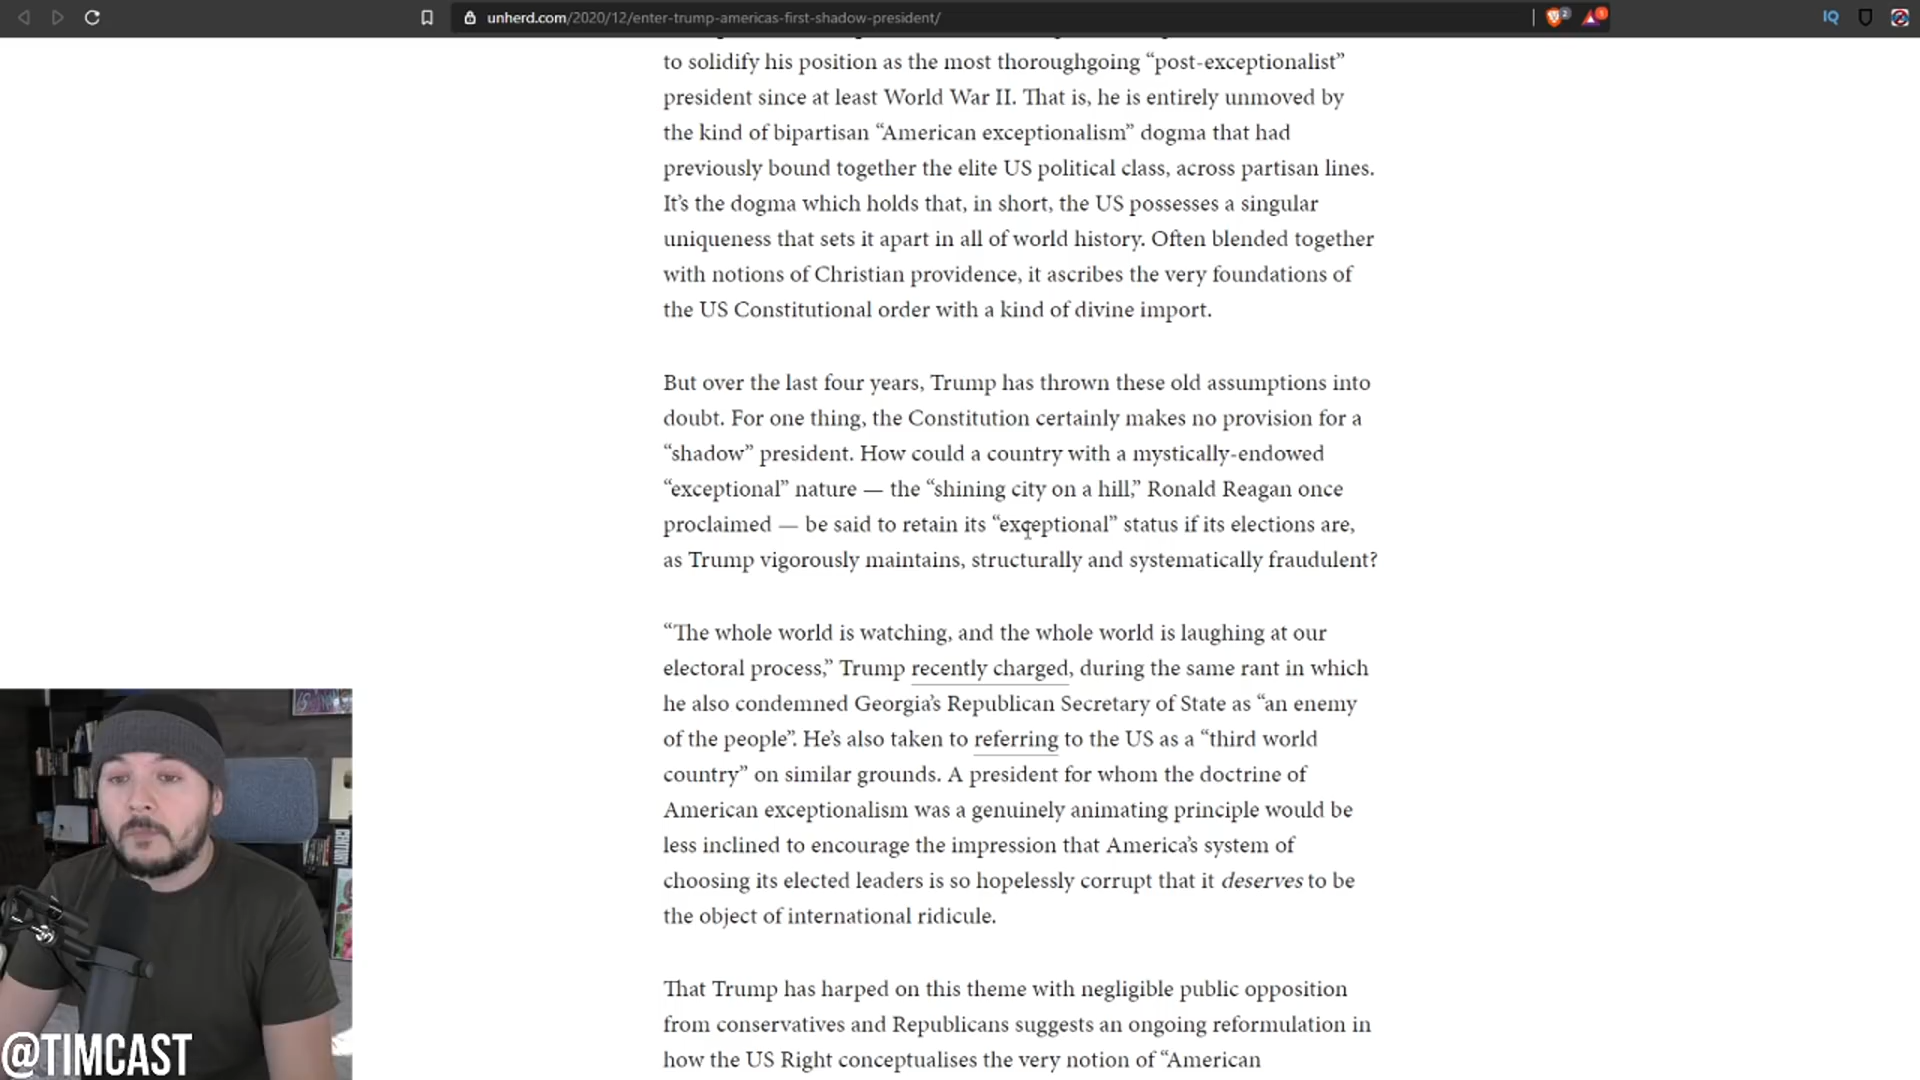 unherd.com/2020/12/enter-trump-americas-first-shadow-president/
2
1
IQ
to solidify his position as the most thoroughgoing “post-exceptionalist”
president since at least World War II. That is, he is entirely unmoved by
the kind of bipartisan “American exceptionalism” dogma that had
previously bound together the elite US political class, across partisan lines.
It’s the dogma which holds that, in short, the US possesses a singular
uniqueness that sets it apart in all of world history. Often blended together
with notions of Christian providence, it ascribes the very foundations of
the US Constitutional order with a kind of divine import.
But over the last four years, Trump has thrown these old assumptions into
doubt. For one thing, the Constitution certainly makes no provision for a
“shadow” president. How could a country with a mystically-endowed
“exceptional” nature — the “shining city on a hill,” Ronald Reagan once
proclaimed — be said to retain its “exceptional” status if its elections are,
as Trump vigorously maintains, structurally and systematically fraudulent?
“The whole world is watching, and the whole world is laughing at our
electoral process,” Trump recently charged, during the same rant in which
he also condemned Georgia’s Republican Secretary of State as “an enemy
of the people”. He’s also taken to referring to the US as a “third world
country” on similar grounds. A president for whom the doctrine of
American exceptionalism was a genuinely animating principle would be
less inclined to encourage the impression that America’s system of
choosing its elected leaders is so hopelessly corrupt that it deserves to be
the object of international ridicule.
That Trump has harped on this theme with negligible public opposition
from conservatives and Republicans suggests an ongoing reformulation in
how the US Right conceptualises the very notion of “American
@TIMCAST